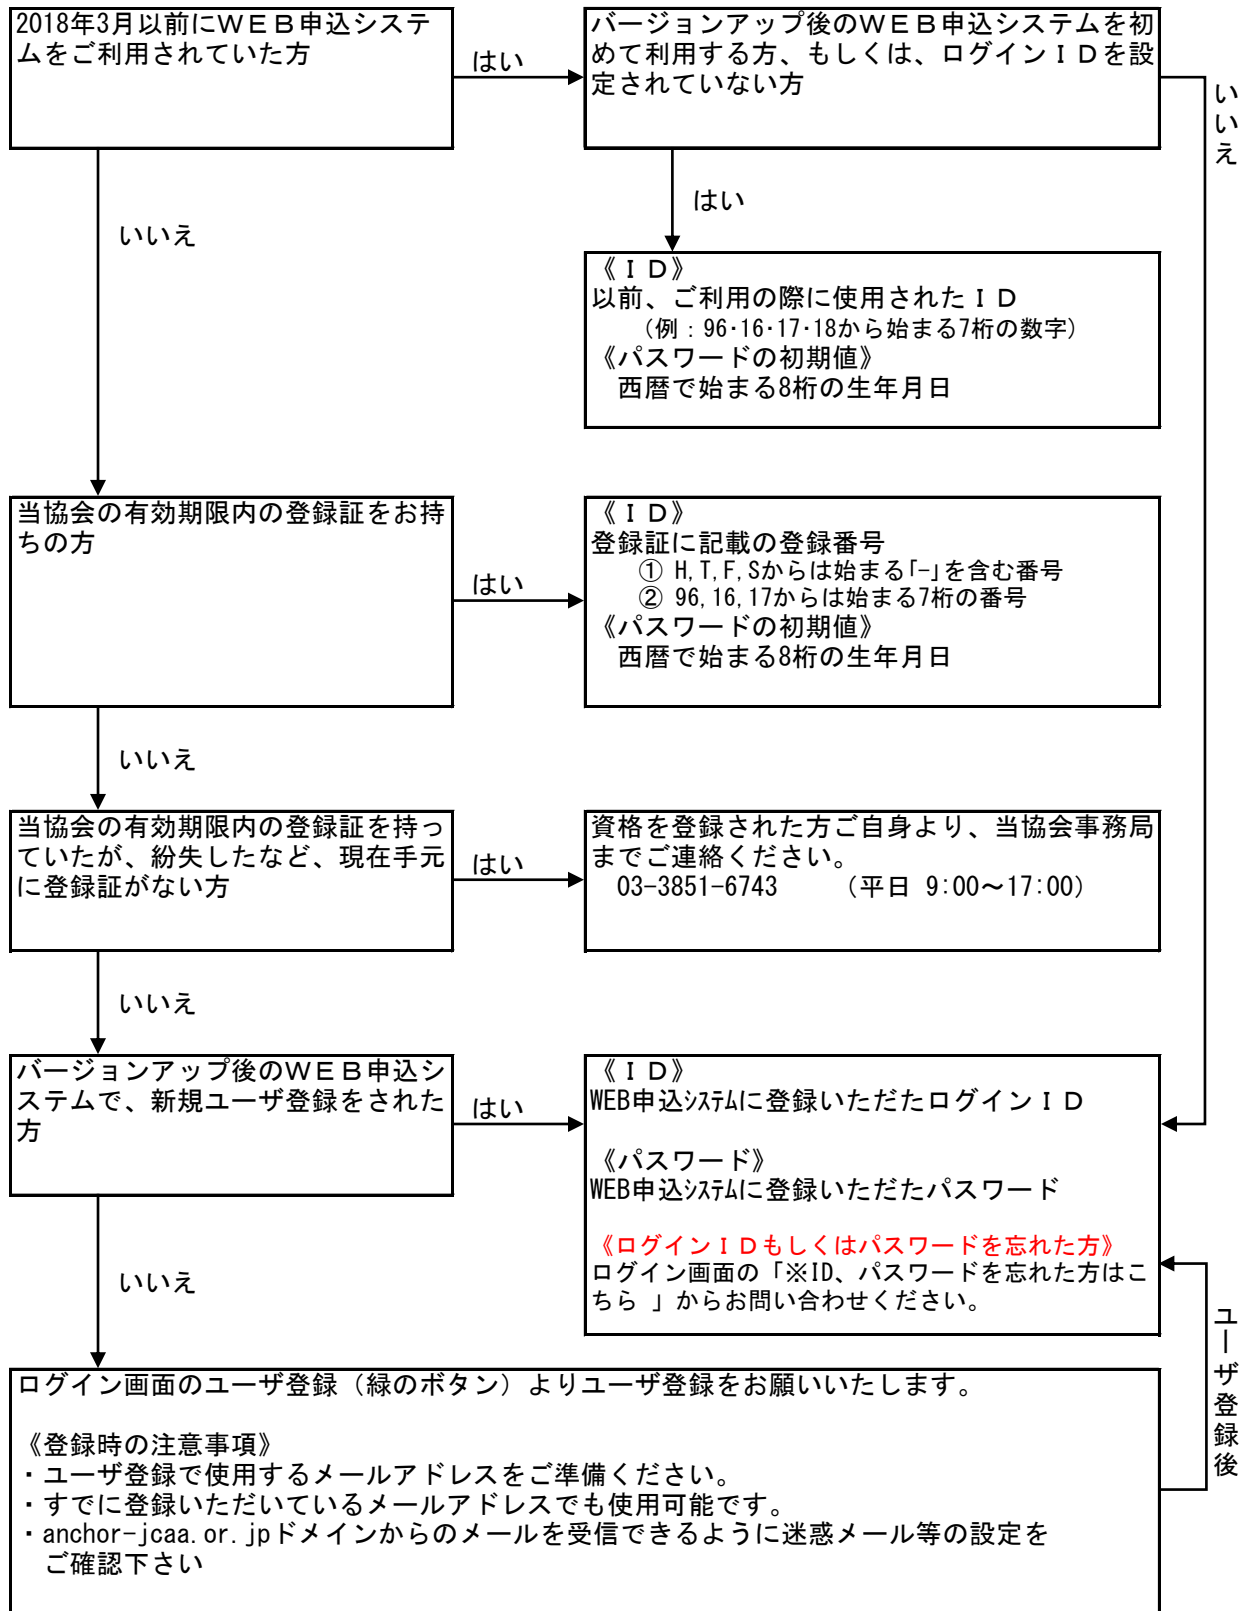 2018年3月以前にＷＥＢ申込システ
ムをご利用されていた方
はい
バージョンアップ後のＷＥＢ申込システムを初
めて利用する方、もしくは、ログインＩＤを設
定されていない方
いいえ
はい
いいえ
《ＩＤ》
以前、ご利用の際に使用されたＩＤ
（例：96･16･17･18から始まる7桁の数字）
《パスワードの初期値》
西暦で始まる8桁の生年月日
当協会の有効期限内の登録証をお持
ちの方
はい
《ＩＤ》
登録証に記載の登録番号
① H,T,F,Sからは始まる｢-｣を含む番号
② 96,16,17からは始まる7桁の番号
《パスワードの初期値》
西暦で始まる8桁の生年月日
いいえ
当協会の有効期限内の登録証を持っ
ていたが、紛失したなど、現在手元
に登録証がない方
はい
資格を登録された方ご自身より、当協会事務局
までご連絡ください。
03-3851-6743　　（平日 9:00～17:00）
いいえ
バージョンアップ後のＷＥＢ申込シ
ステムで、新規ユーザ登録をされた
方
はい
《ＩＤ》
WEB申込ｼｽﾃﾑに登録いただたログインＩＤ
《パスワード》
WEB申込ｼｽﾃﾑに登録いただたパスワード
《ログインＩＤもしくはパスワードを忘れた方》
ログイン画面の「※ID、パスワードを忘れた方はこ
ちら 」からお問い合わせください。
いいえ
ユーザ登録後
ログイン画面のユーザ登録（緑のボタン）よりユーザ登録をお願いいたします。
《登録時の注意事項》
・ユーザ登録で使用するメールアドレスをご準備ください。
・すでに登録いただいているメールアドレスでも使用可能です。
・anchor-jcaa.or.jpドメインからのメールを受信できるように迷惑メール等の設定を
ご確認下さい